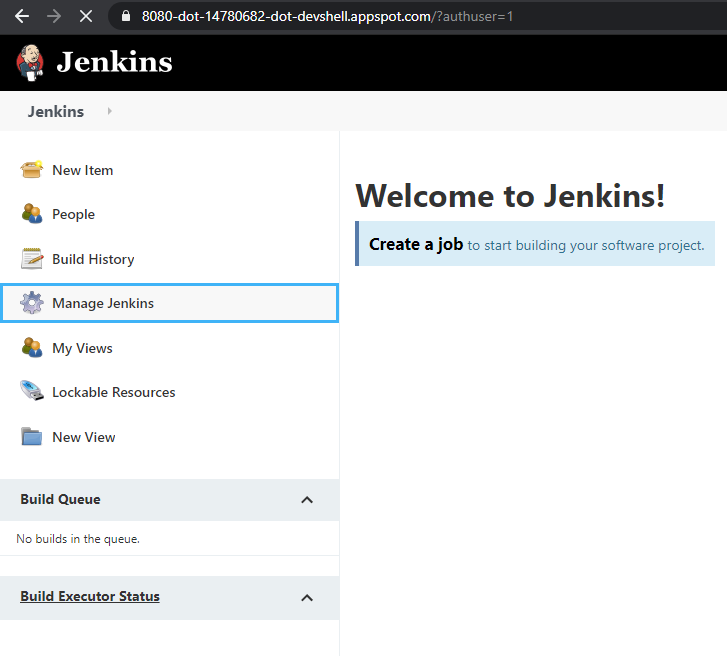 8080-dot-14780682-dot-devshell.appspot.com/?authuser=1
Jenkins
Jenkins
New Item
People
Build History
Manage Jenkins
My Views
Lockable Resources
New View
Build Queue
No builds in the queue.
Build Executor Status
Welcome to Jenkins!
Create a job to start building your software project.